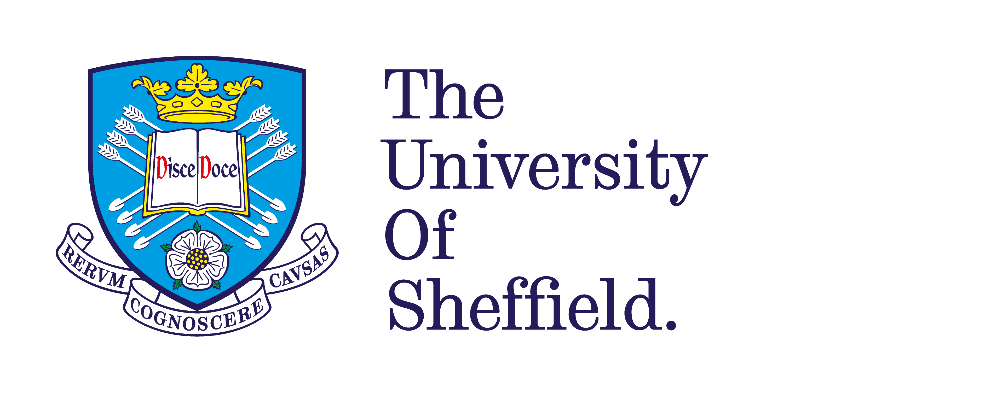 Disce Doce
RERVM COGNOSCERE CAVSAS
The
University
Of
Sheffield.